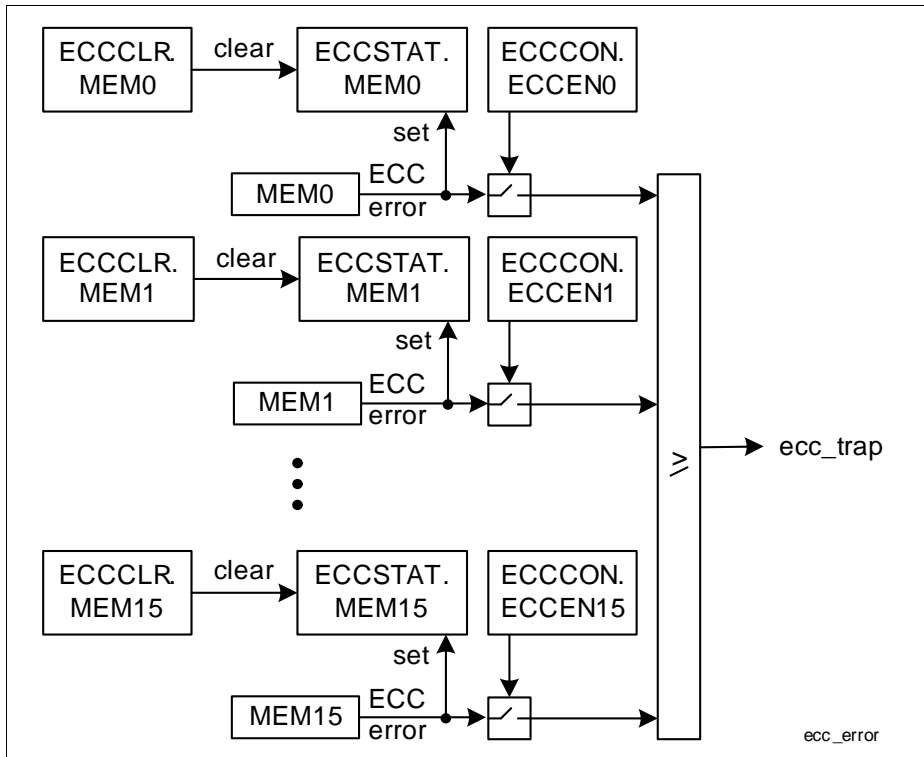 ECCCLR.
MEM0
clear
ECCSTAT.
MEM0
ECCCON.
ECCEN0
set
MEM0
ECC
error
ECCCLR.
MEM1
clear
ECCSTAT.
MEM1
ECCCON.
ECCEN1
set
MEM1
ECC
error
≥
ecc_trap
ECCCLR.
MEM15
clear
ECCSTAT.
MEM15
ECCCON.
ECCEN15
set
MEM15
ECC
error
ecc_error